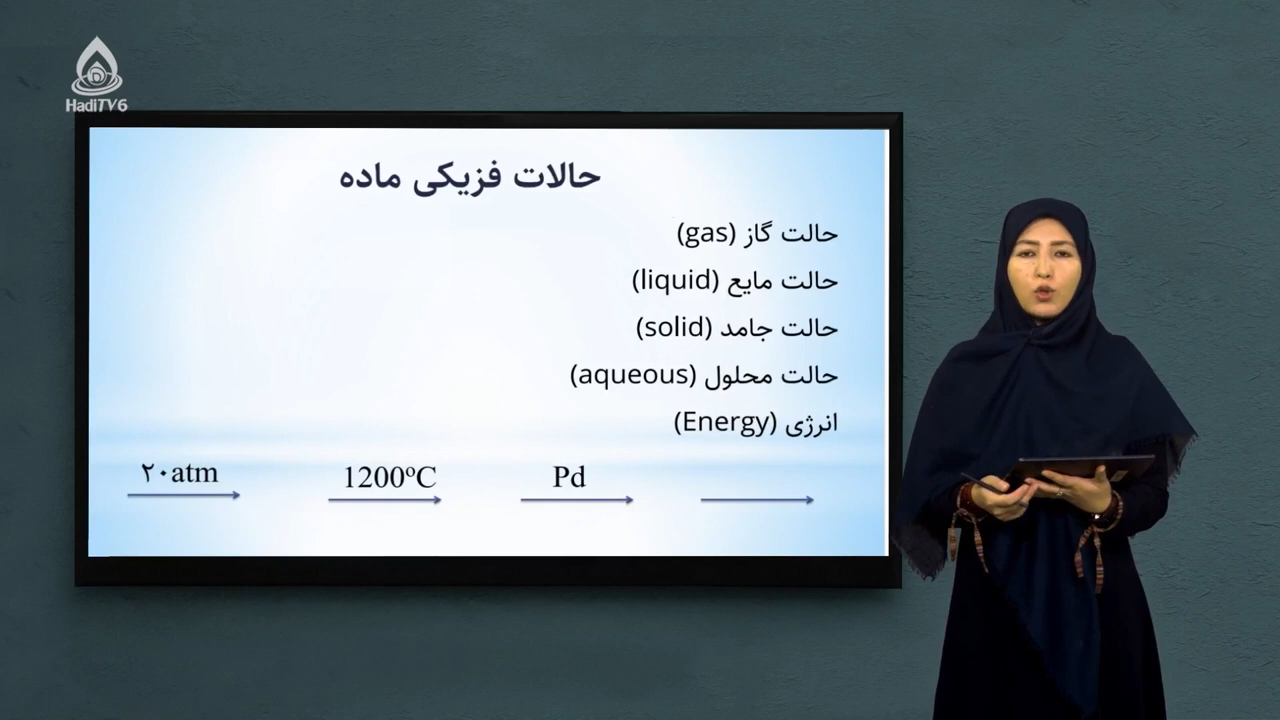 HadiTV6
حالات فزیکی ماده
حالت گاز (gas)
حالت مایع (liquid)
حالت جامد (solid)
حالت محلول (aqueous)
انرژی (Energy)
۲۰atm 1200°C Pd